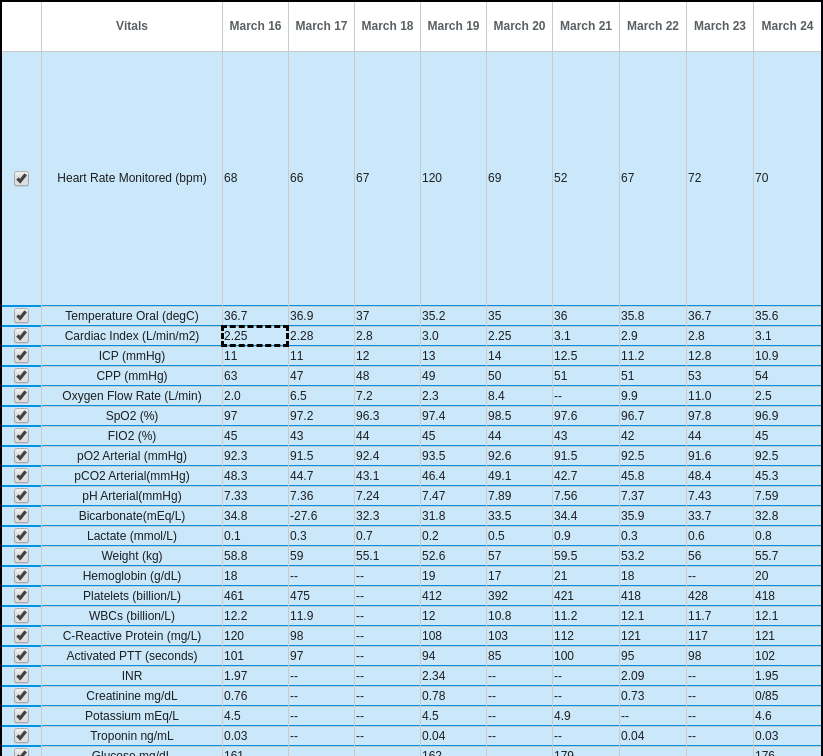 Vitals March 16 March 17 March 18 March 19 March 20 March 21 March 22 March 23 March 24
Heart Rate Monitored (bpm) 68 66 67 120 69 52 67 72 70
Temperature Oral (degC) 36.7 36.9 37 35.2 35 36 35.8 36.7 35.6
Cardiac Index (L/min/m2) 2.25 2.28 2.8 3.0 2.25 3.1 2.9 2.8 3.1
ICP (mmHg) 11 11 12 13 14 12.5 11.2 12.8 10.9
CPP (mmHg) 63 47 48 49 50 51 51 53 54
Oxygen Flow Rate (L/min) 2.0 6.5 7.2 2.3 8.4 -- 9.9 11.0 2.5
SpO2 (%) 97 97.2 96.3 97.4 98.5 97.6 96.7 97.8 96.9
FIO2 (%) 45 43 44 45 44 43 42 44 45
pO2 Arterial (mmHg) 92.3 91.5 92.4 93.5 92.6 91.5 92.5 91.6 92.5
pCO2 Arterial(mmHg) 48.3 44.7 43.1 46.4 49.1 42.7 45.8 48.4 45.3
pH Arterial(mmHg) 7.33 7.36 7.24 7.47 7.89 7.56 7.37 7.43 7.59
Bicarbonate(mEq/L) 34.8 -27.6 32.3 31.8 33.5 34.4 35.9 33.7 32.8
Lactate (mmol/L) 0.1 0.3 0.7 0.2 0.5 0.9 0.3 0.6 0.8
Weight (kg) 58.8 59 55.1 52.6 57 59.5 53.2 56 55.7
Hemoglobin (g/dL) 18 -- -- 19 17 21 18 -- 20
Platelets (billion/L) 461 475 -- 412 392 421 418 428 418
WBCs (billion/L) 12.2 11.9 -- 12 10.8 11.2 12.1 11.7 12.1
C-Reactive Protein (mg/L) 120 98 -- 108 103 112 121 117 121
Activated PTT (seconds) 101 97 -- 94 85 100 95 98 102
INR 1.97 -- -- 2.34 -- -- 2.09 -- 1.95
Creatinine mg/dL 0.76 -- -- 0.78 -- -- 0.73 -- 0/85
Potassium mEq/L 4.5 -- -- 4.5 -- 4.9 -- -- 4.6
Troponin ng/mL 0.03 -- -- 0.04 -- -- 0.04 -- 0.03
Glucose mg/dL 161 162 179 176